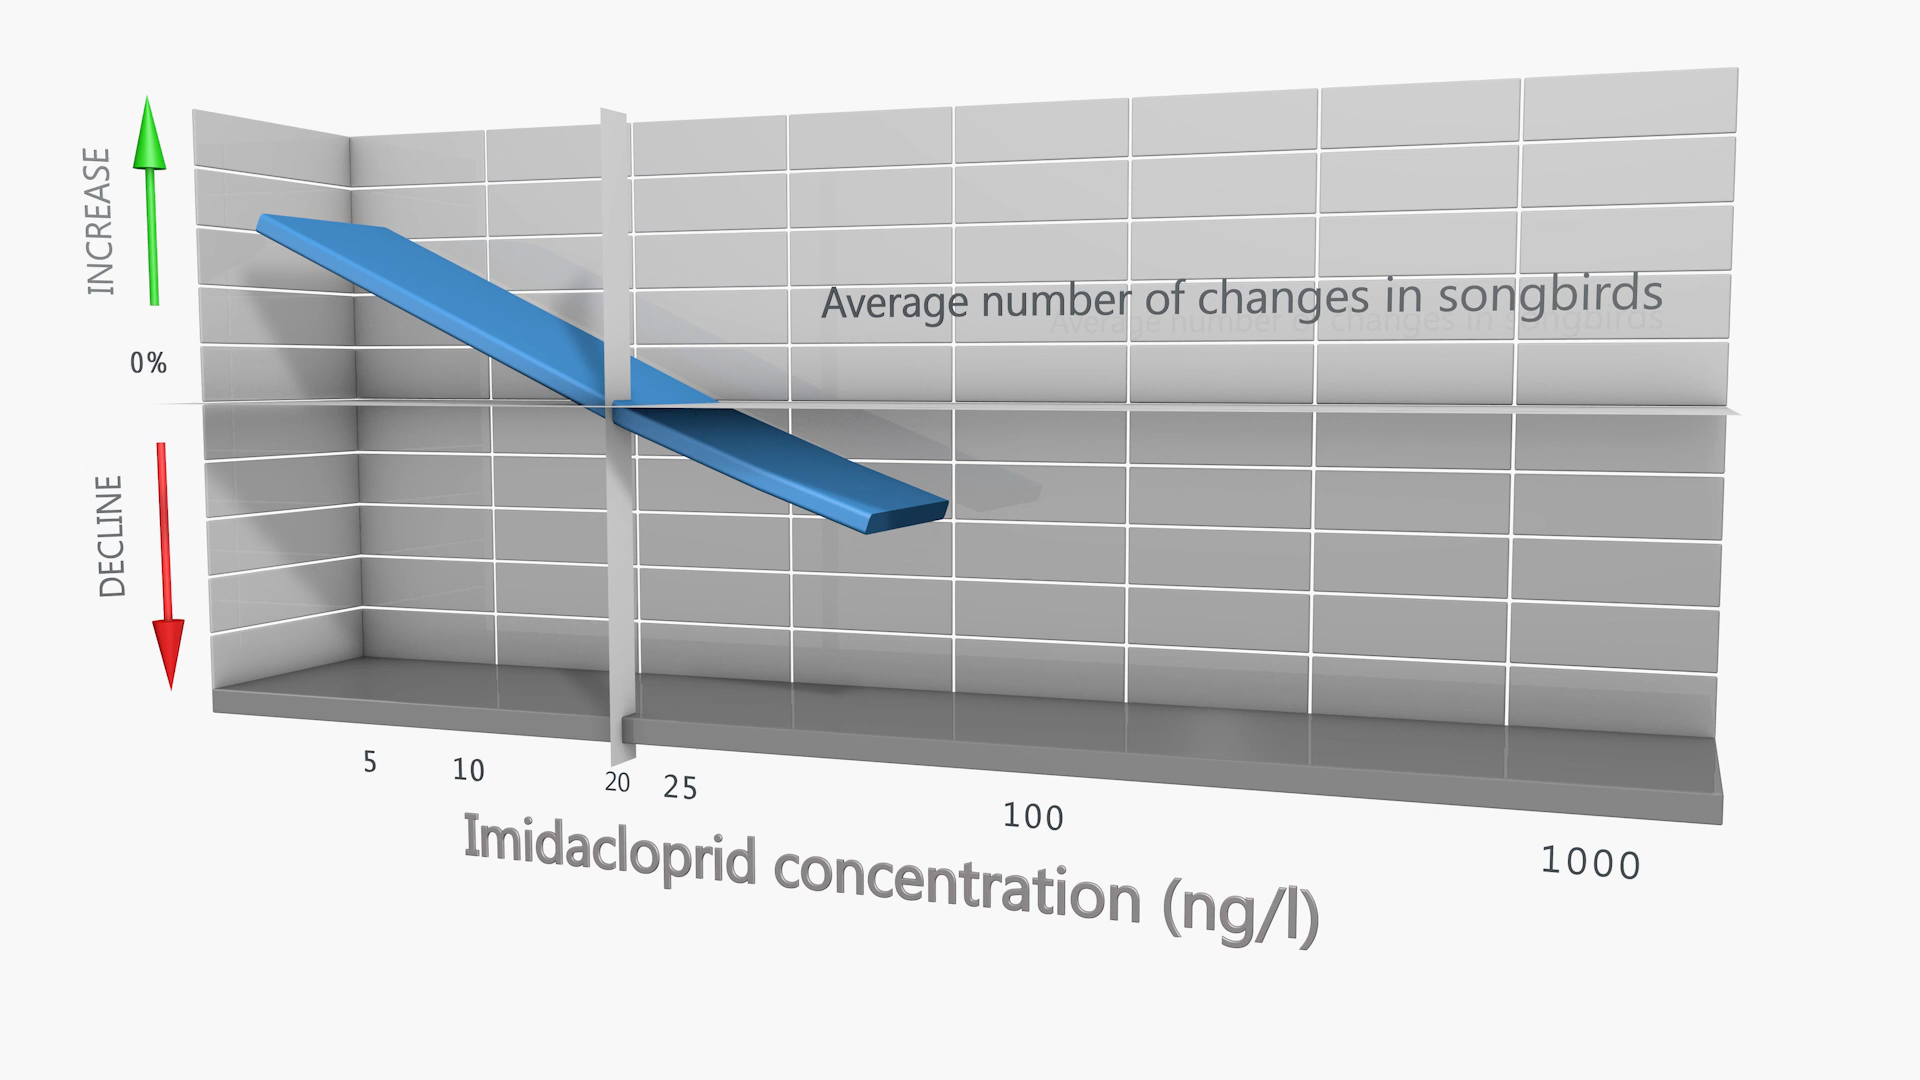 INCREASE
0%
DECLINE
Average number of changes in songbirds
5
10
20
25
100
1000
Imidacloprid concentration (ng/l)